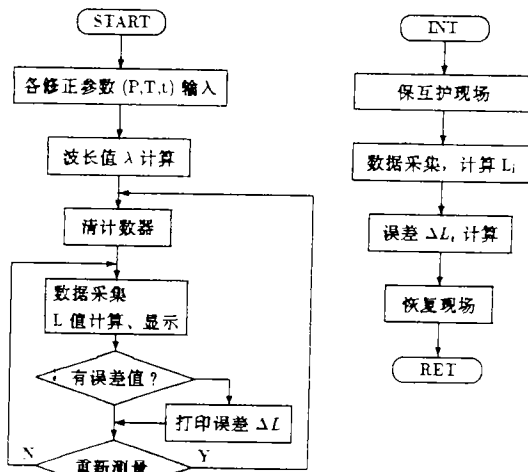 START
各修正参数 (P,T,t) 输入
波长值 λ 计算
清计数器
数据采集
L 值计算、显示
有误差值？
打印误差 ΔL
N
重新测量
Y
INT
保互护现场
数据采集，计算 Li
误差 ΔLi 计算
恢复现场
RET